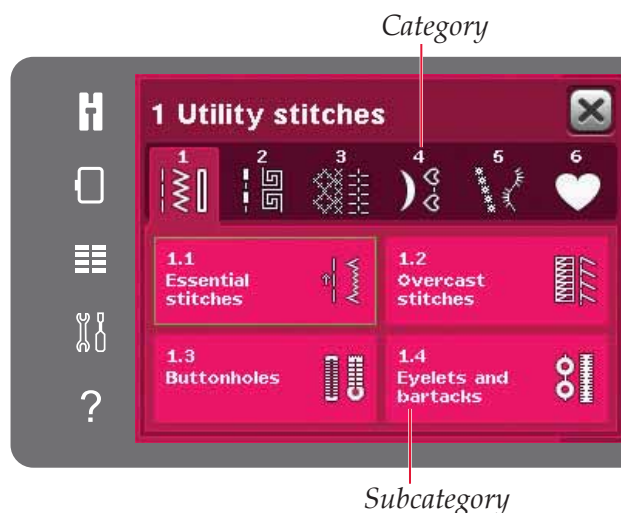 Category
1 Utility stitches
1 2 3 4 5 6
1.1
Essential
stitches
1.2
Overcast
stitches
1.3
Buttonholes
1.4
Eyelets and
bartacks
?
Subcategory